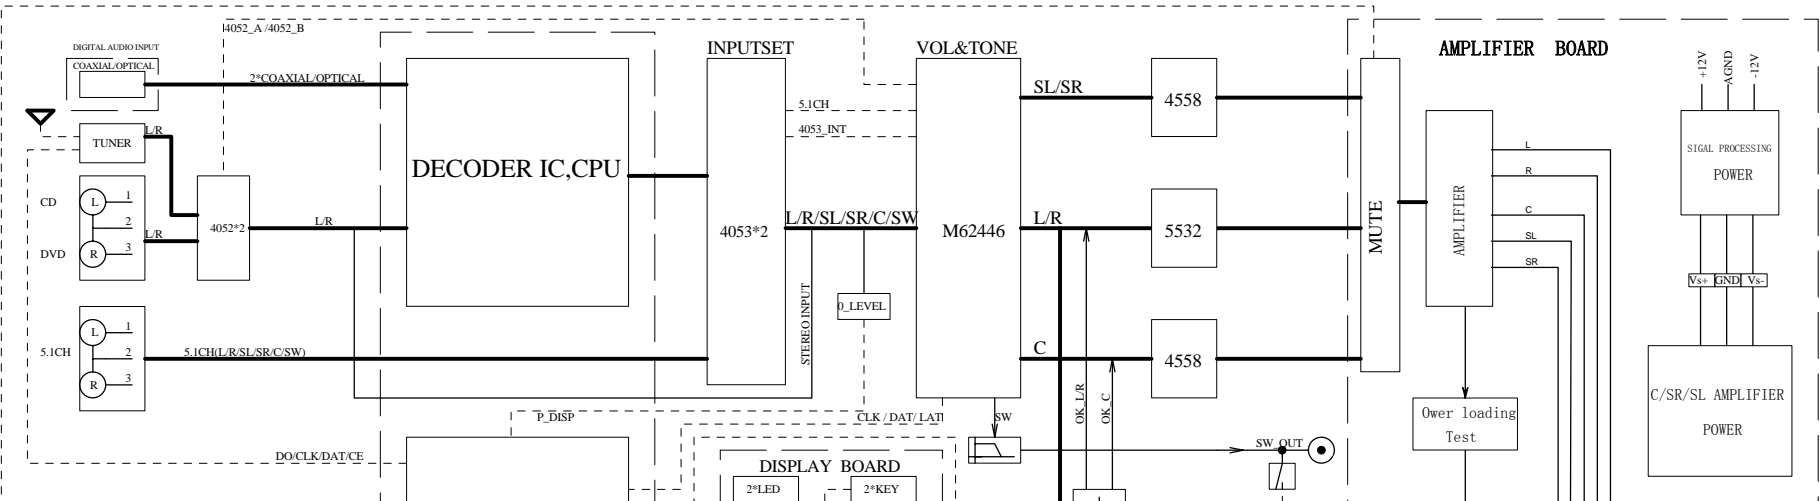 4052_A /4052_B
DIGITAL AUDIO INPUT
COAXIAL/OPTICAL
2*COAXIAL/OPTICAL
INPUTSET
VOL&TONE
AMPLIFIER BOARD
+12V
AGND
-12V
SL/SR
4558
5.1CH
4053_INT
L/R
TUNER
DECODER IC,CPU
SIGAL PROCESSING
POWER
L
R
C
SL
SR
CD
L
1
2
R
3
DVD
L/R
4052*2
L/R
4053*2
L/R/SL/SR/C/SW
M62446
L/R
5532
MUTE
AMPLIFIER
Vs+
GND
Vs-
0_LEVEL
STEREO INPUT
5.1CH
L
1
2
R
3
5.1CH(L/R/SL/SR/C/SW)
C
4558
OK_L/R
OK_C
C/SR/SL AMPLIFIER
POWER
Ower loading
Test
P_DISP
CLK / DAT/ LAT
SW
SW_OUT
DO/CLK/DAT/CE
DISPLAY BOARD
2*LED
2*KEY